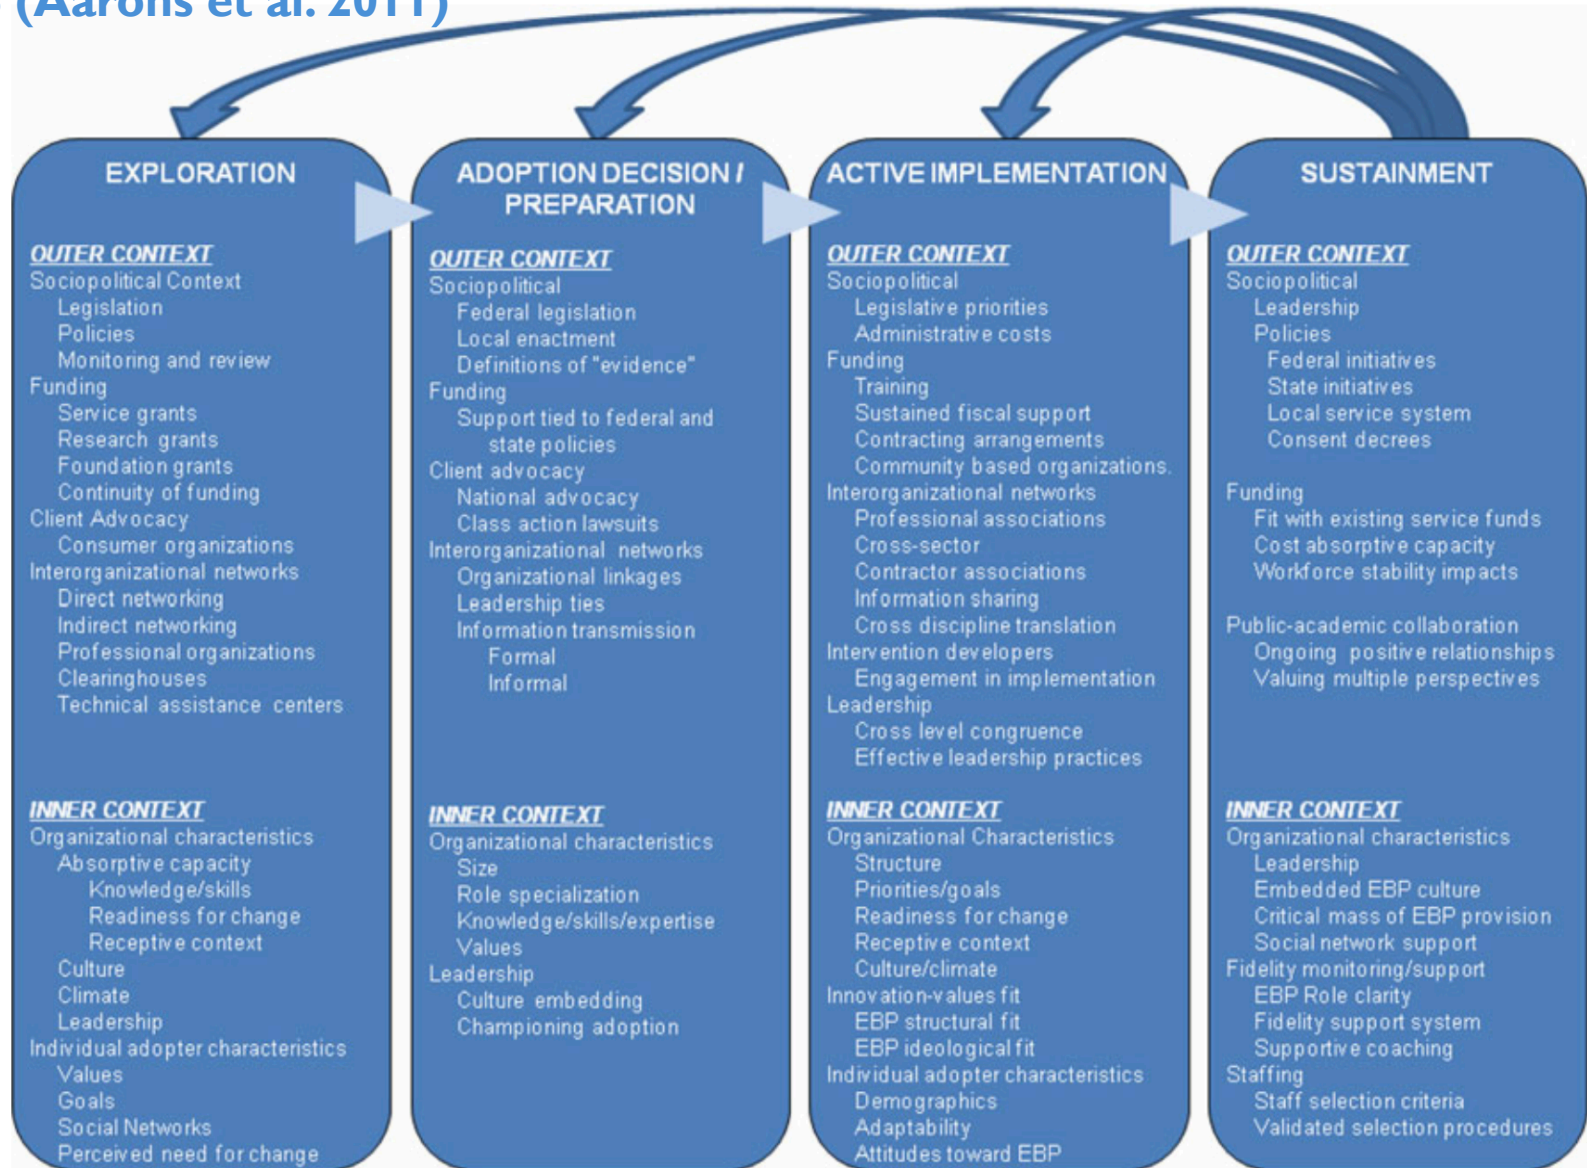 (Aarons et al. 2011)
EXPLORATION
OUTER CONTEXT
Sociopolitical Context
Legislation
Policies
Monitoring and review
Funding
Service grants
Research grants
Foundation grants
Continuity of funding
Client Advocacy
Consumer organizations
Interorganizational networks
Direct networking
Indirect networking
Professional organizations
Clearinghouses
Technical assistance centers
INNER CONTEXT
Organizational characteristics
Absorptive capacity
Knowledge/skills
Readiness for change
Receptive context
Culture
Climate
Leadership
Individual adopter characteristics
Values
Goals
Social Networks
Perceived need for change
ADOPTION DECISION /
PREPARATION
OUTER CONTEXT
Sociopolitical
Federal legislation
Local enactment
Definitions of "evidence"
Funding
Support tied to federal and
state policies
Client advocacy
National advocacy
Class action lawsuits
Interorganizational networks
Organizational linkages
Leadership ties
Information transmission
Formal
Informal
INNER CONTEXT
Organizational characteristics
Size
Role specialization
Knowledge/skills/expertise
Values
Leadership
Culture embedding
Championing adoption
ACTIVE IMPLEMENTATION
OUTER CONTEXT
Sociopolitical
Legislative priorities
Administrative costs
Funding
Training
Sustained fiscal support
Contracting arrangements
Community based organizations.
Interorganizational networks
Professional associations
Cross-sector
Contractor associations
Information sharing
Cross discipline translation
Intervention developers
Engagement in implementation
Leadership
Cross level congruence
Effective leadership practices
INNER CONTEXT
Organizational Characteristics
Structure
Priorities/goals
Readiness for change
Receptive context
Culture/climate
Innovation-values fit
EBP structural fit
EBP ideological fit
Individual adopter characteristics
Demographics
Adaptability
Attitudes toward EBP
SUSTAINMENT
OUTER CONTEXT
Sociopolitical
Leadership
Policies
Federal initiatives
State initiatives
Local service system
Consent decrees
Funding
Fit with existing service funds
Cost absorptive capacity
Workforce stability impacts
Public-academic collaboration
Ongoing positive relationships
Valuing multiple perspectives
INNER CONTEXT
Organizational characteristics
Leadership
Embedded EBP culture
Critical mass of EBP provision
Social network support
Fidelity monitoring/support
EBP Role clarity
Fidelity support system
Supportive coaching
Staffing
Staff selection criteria
Validated selection procedures